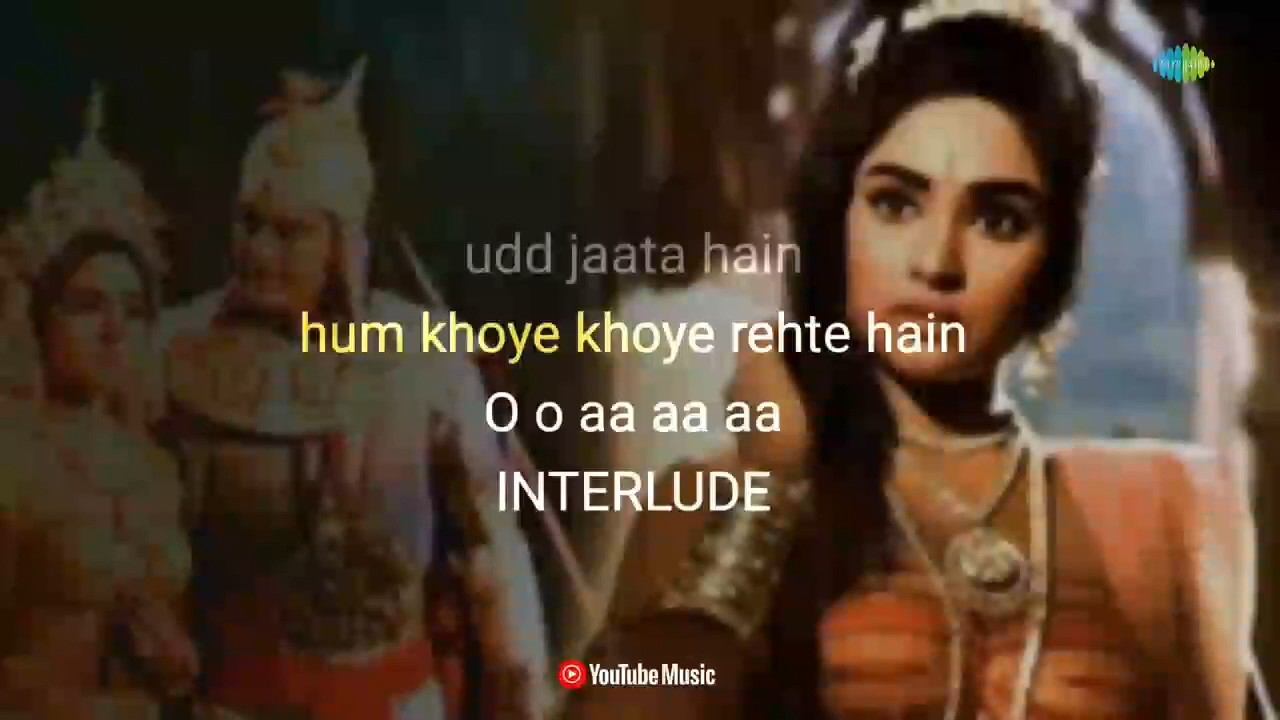 udd jaata hain
hum khoye khoye rehte hain
O o aa aa aa
INTERLUDE
YouTube Music